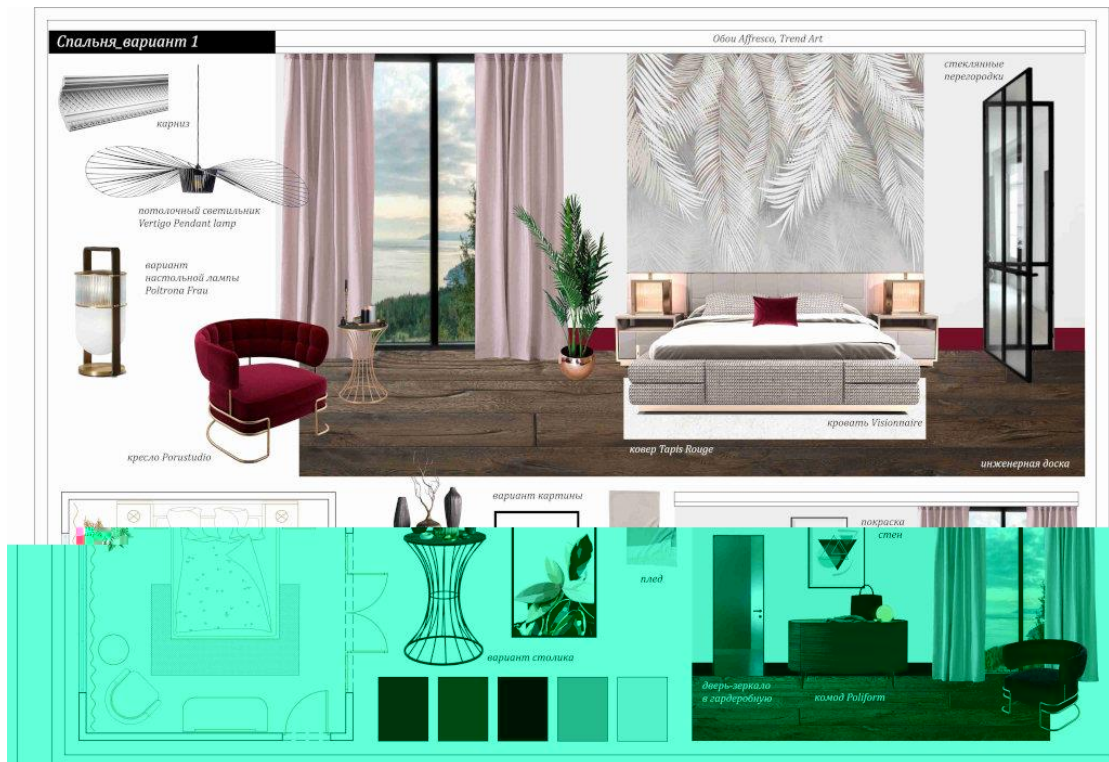 Спальня_вариант 1
Обои Affresco, Trend Art
стеклянные
перегородки
карниз
потолочный светильник
Vertigo Pendant lamp
вариант
настольной лампы
Poltrona Frau
кресло Porustudio
кровать Visionnaire
ковер Tapis Rouge
инженерная доска
вариант картины
покраска
стен
плед
вариант столика
дверь-зеркало
в гардеробную
комод Poliform